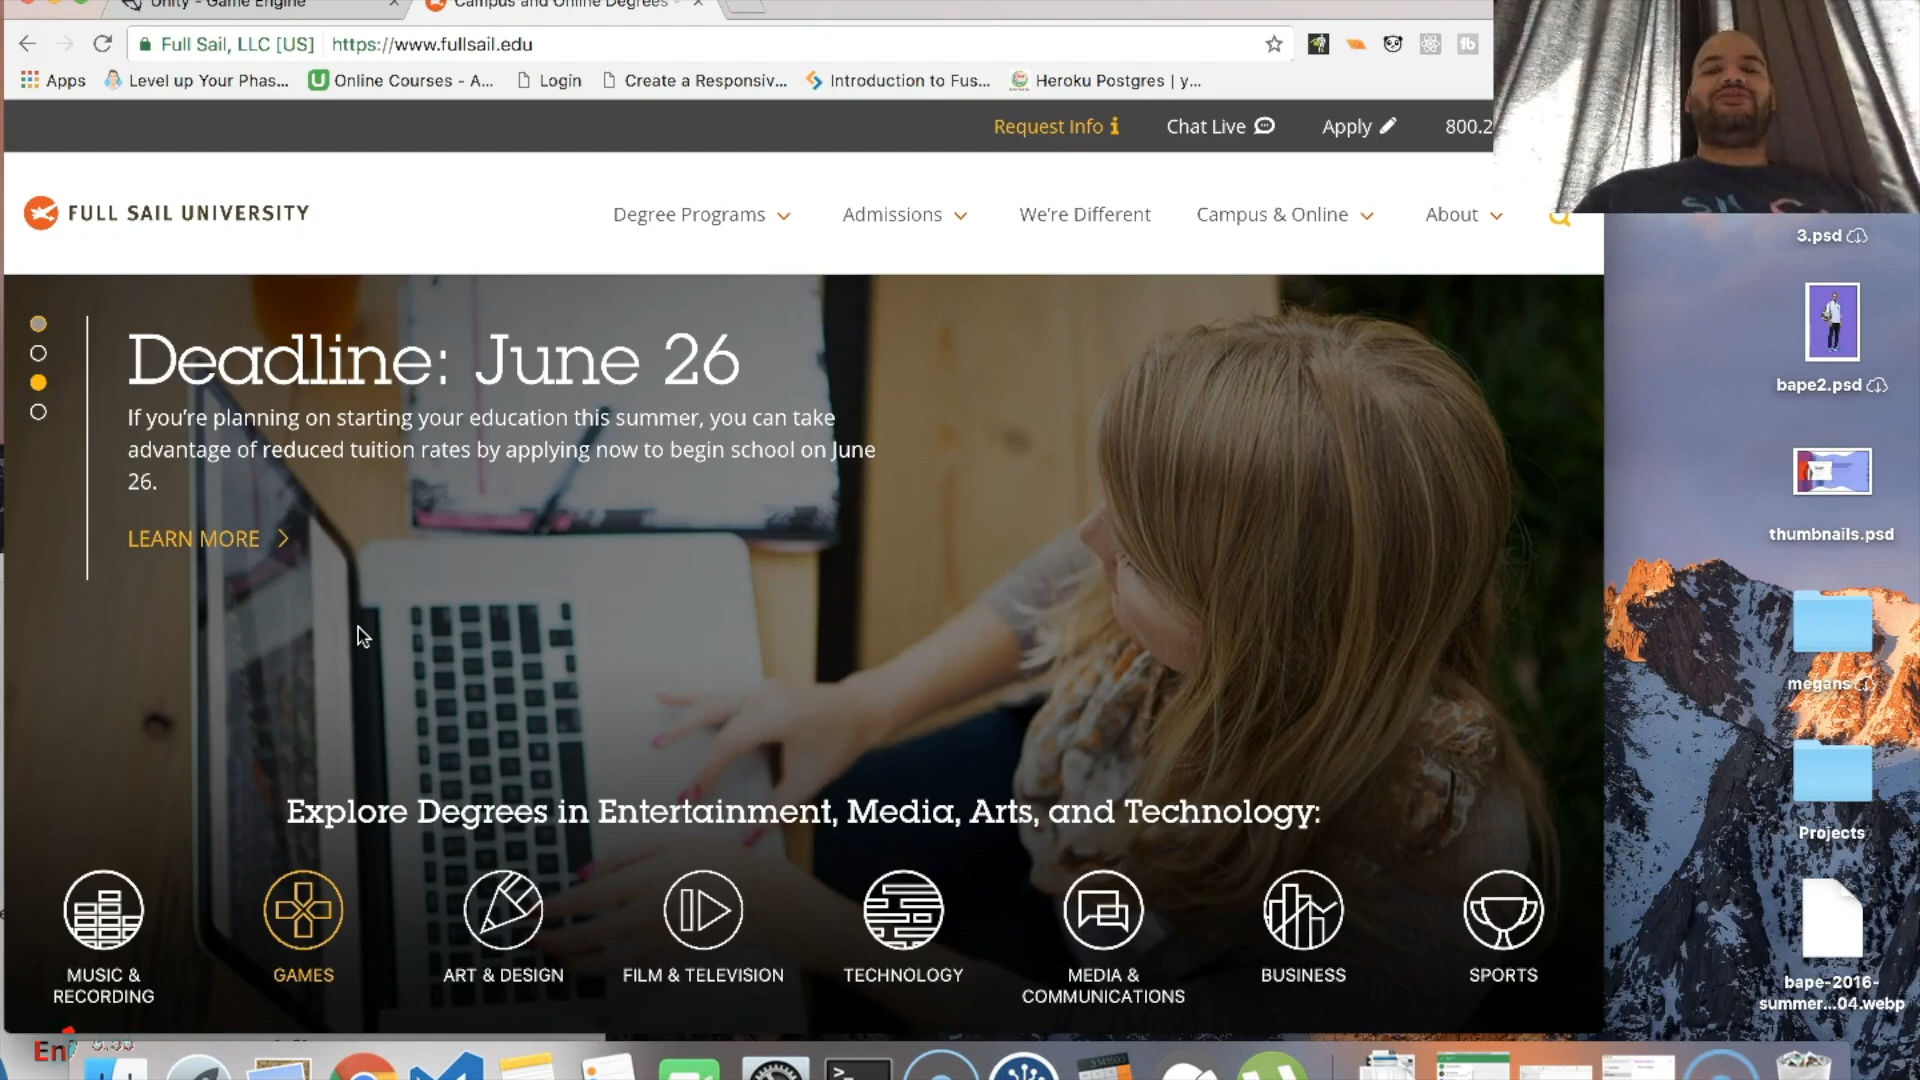 Unity - Game Engine
Campus and Online Degrees -
Full Sail, LLC [US]
https://www.fullsail.edu
Apps
Level up Your Phas...
Online Courses - A...
Login
Create a Responsiv...
Introduction to Fus...
Heroku Postgres | y...
Request Info
Chat Live
Apply
800.2
FULL SAIL UNIVERSITY
Degree Programs
Admissions
We're Different
Campus & Online
About
3.psd
Deadline: June 26
If you're planning on starting your education this summer, you can take
advantage of reduced tuition rates by applying now to begin school on June
26.
LEARN MORE
bape2.psd
thumbnails.psd
megans
Projects
bape-2016-
summer...04.webp
Explore Degrees in Entertainment, Media, Arts, and Technology:
MUSIC &
RECORDING
GAMES
ART & DESIGN
FILM & TELEVISION
TECHNOLOGY
MEDIA &
COMMUNICATIONS
BUSINESS
SPORTS